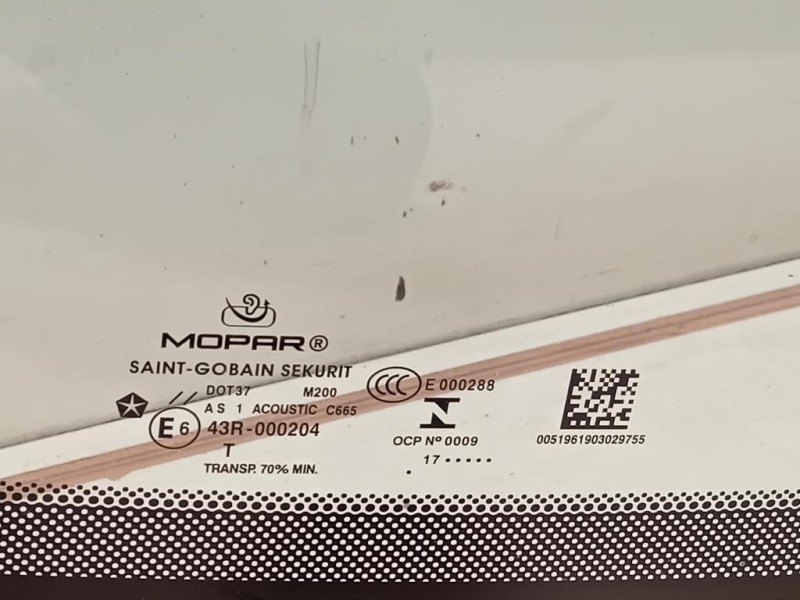 MOPAR®
SAINT-GOBAIN SEKURIT
DOT37 M200
AS 1 ACOUSTIC C665
E6 43R-000204
T
TRANSP. 70% MIN.
CCC E 000288
N
OCP Nº 0009
17 • • • • •
•
0051961903029755